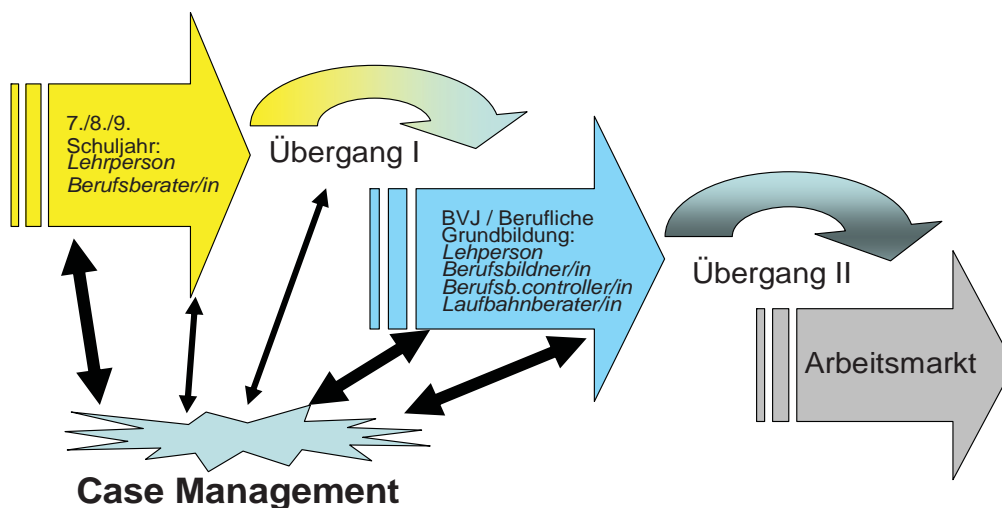 7./8./9.
Schuljahr:
Lehrperson
Berufsberater/in
Übergang I
BVJ / Berufliche
Grundbildung:
Lehperson
Berufsbildner/in
Berufsb.controller/in
Laufbahnberater/in
Übergang II
Arbeitsmarkt
Case Management